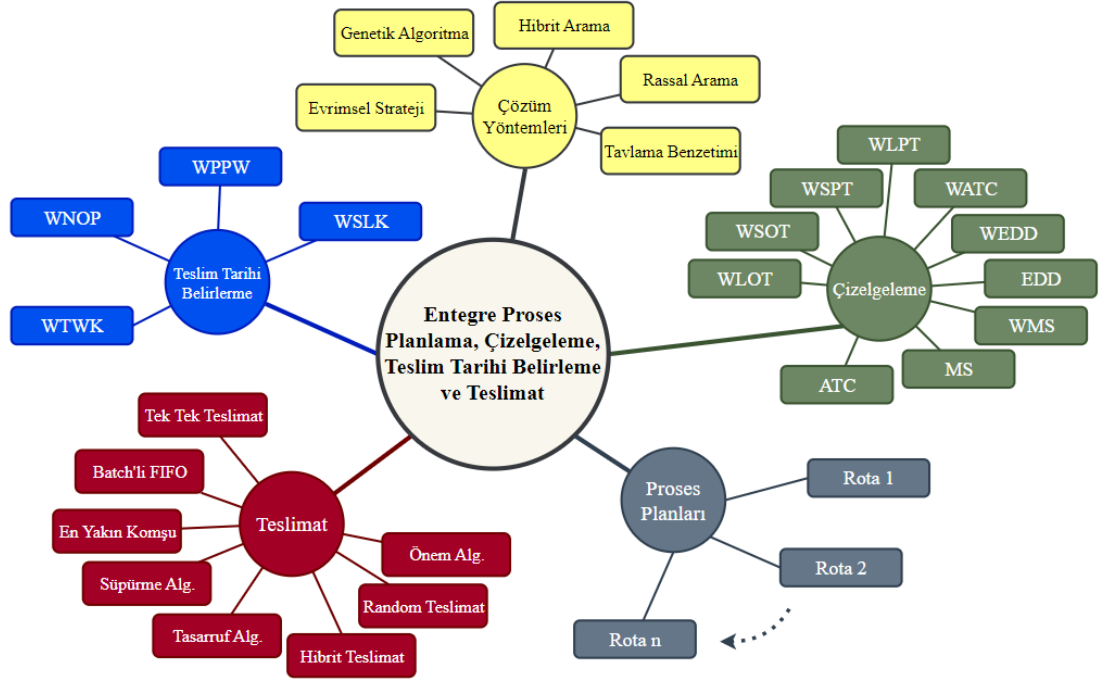 Genetik Algoritma
Hibrit Arama
Rassal Arama
Evrimsel Strateji
Çözüm
Yöntemleri
Tavlama Benzetimi
WPPW
WNOP
WSLK
Teslim Tarihi
Belirlerme
WTWK
WLPT
WSPT
WATC
WSOT
WEDD
WLOT
Çizelgeleme
EDD
WMS
MS
ATC
Entegre Proses
Planlama, Çizelgeleme,
Teslim Tarihi Belirleme
ve Teslimat
Tek Tek Teslimat
Batch'li FIFO
En Yakın Komşu
Teslimat
Süpürme Alg.
Tasarruf Alg.
Hibrit Teslimat
Random Teslimat
Önem Alg.
Proses
Planları
Rota 1
Rota 2
Rota n